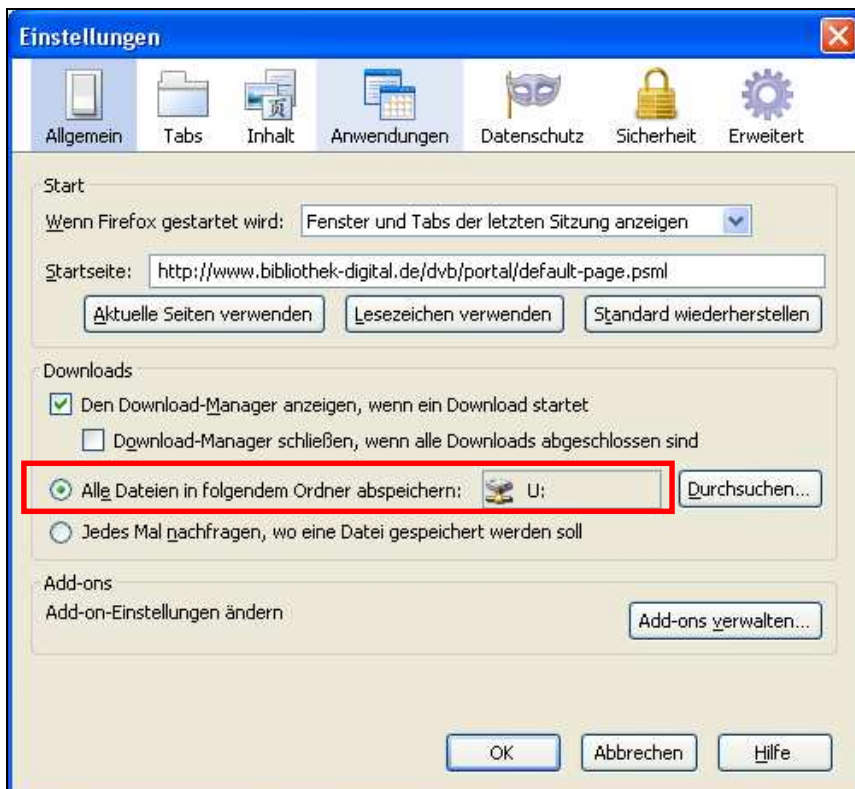 Einstellungen
Allgemein Tabs Inhalt Anwendungen Datenschutz Sicherheit Erweitert
Start
Wenn Firefox gestartet wird: Fenster und Tabs der letzten Sitzung anzeigen
Startseite: http://www.bibliothek-digital.de/dvb/portal/default-page.psml
Aktuelle Seiten verwenden Lesezeichen verwenden Standard wiederherstellen
Downloads
Den Download-Manager anzeigen, wenn ein Download startet
Download-Manager schließen, wenn alle Downloads abgeschlossen sind
Alle Dateien in folgendem Ordner abspeichern: U: Durchsuchen...
Jedes Mal nachfragen, wo eine Datei gespeichert werden soll
Add-ons
Add-on-Einstellungen ändern Add-ons verwalten...
OK Abbrechen Hilfe